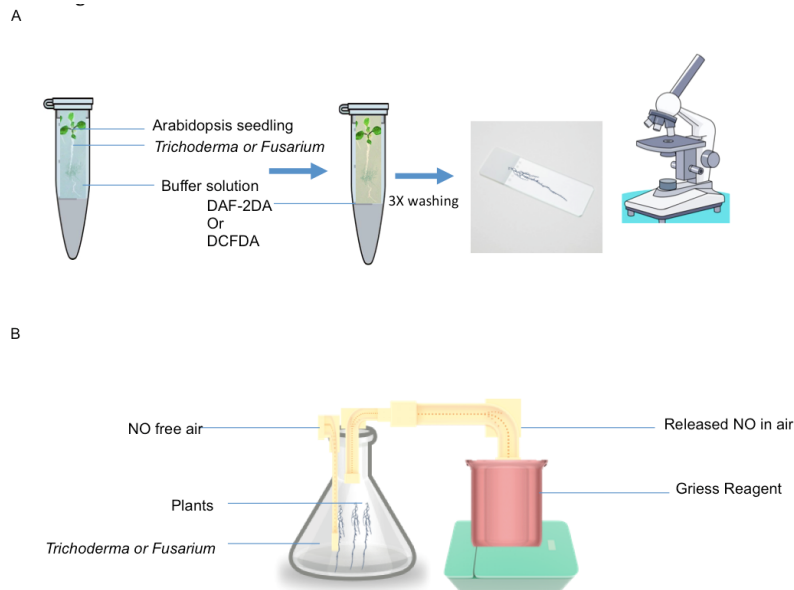 A
Arabidopsis seedling
Trichoderma or Fusarium
Buffer solution
DAF-2DA
Or
DCFDA
3X washing
B
NO free air
Released NO in air
Griess Reagent
Plants
Trichoderma or Fusarium